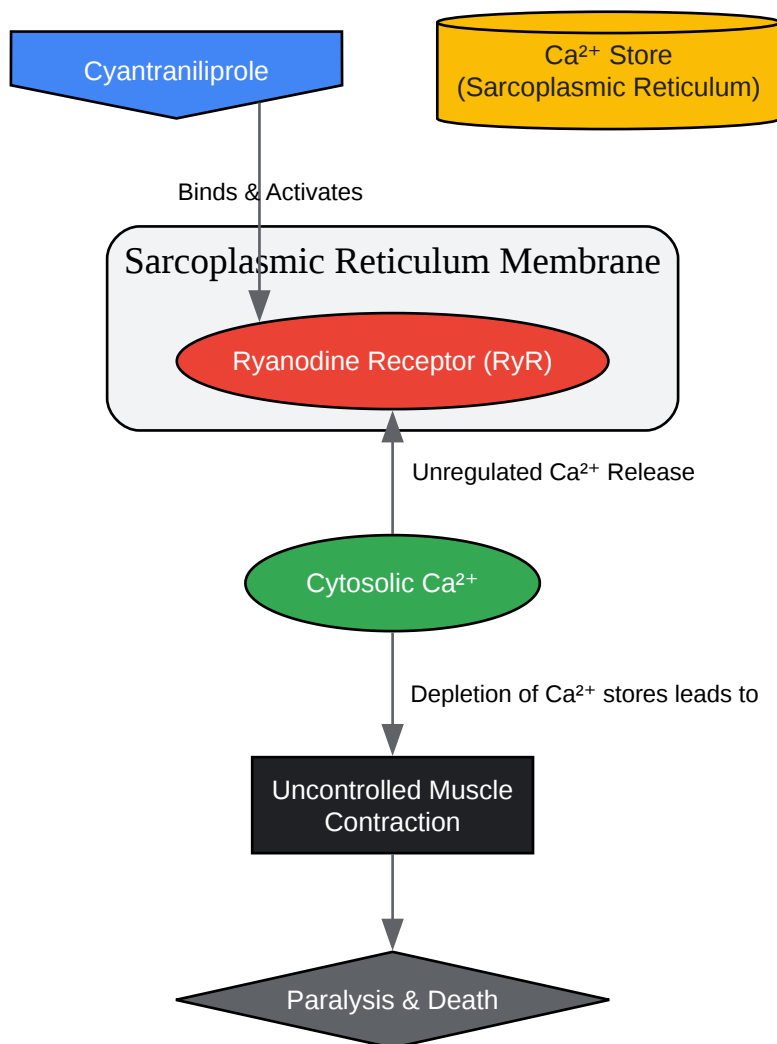 Cyantraniliprole
Ca²⁺ Store
(Sarcoplasmic Reticulum)
Binds & Activates
Sarcoplasmic Reticulum Membrane
Ryanodine Receptor (RyR)
Unregulated Ca²⁺ Release
Cytosolic Ca²⁺
Depletion of Ca²⁺ stores leads to
Uncontrolled Muscle
Contraction
Paralysis & Death